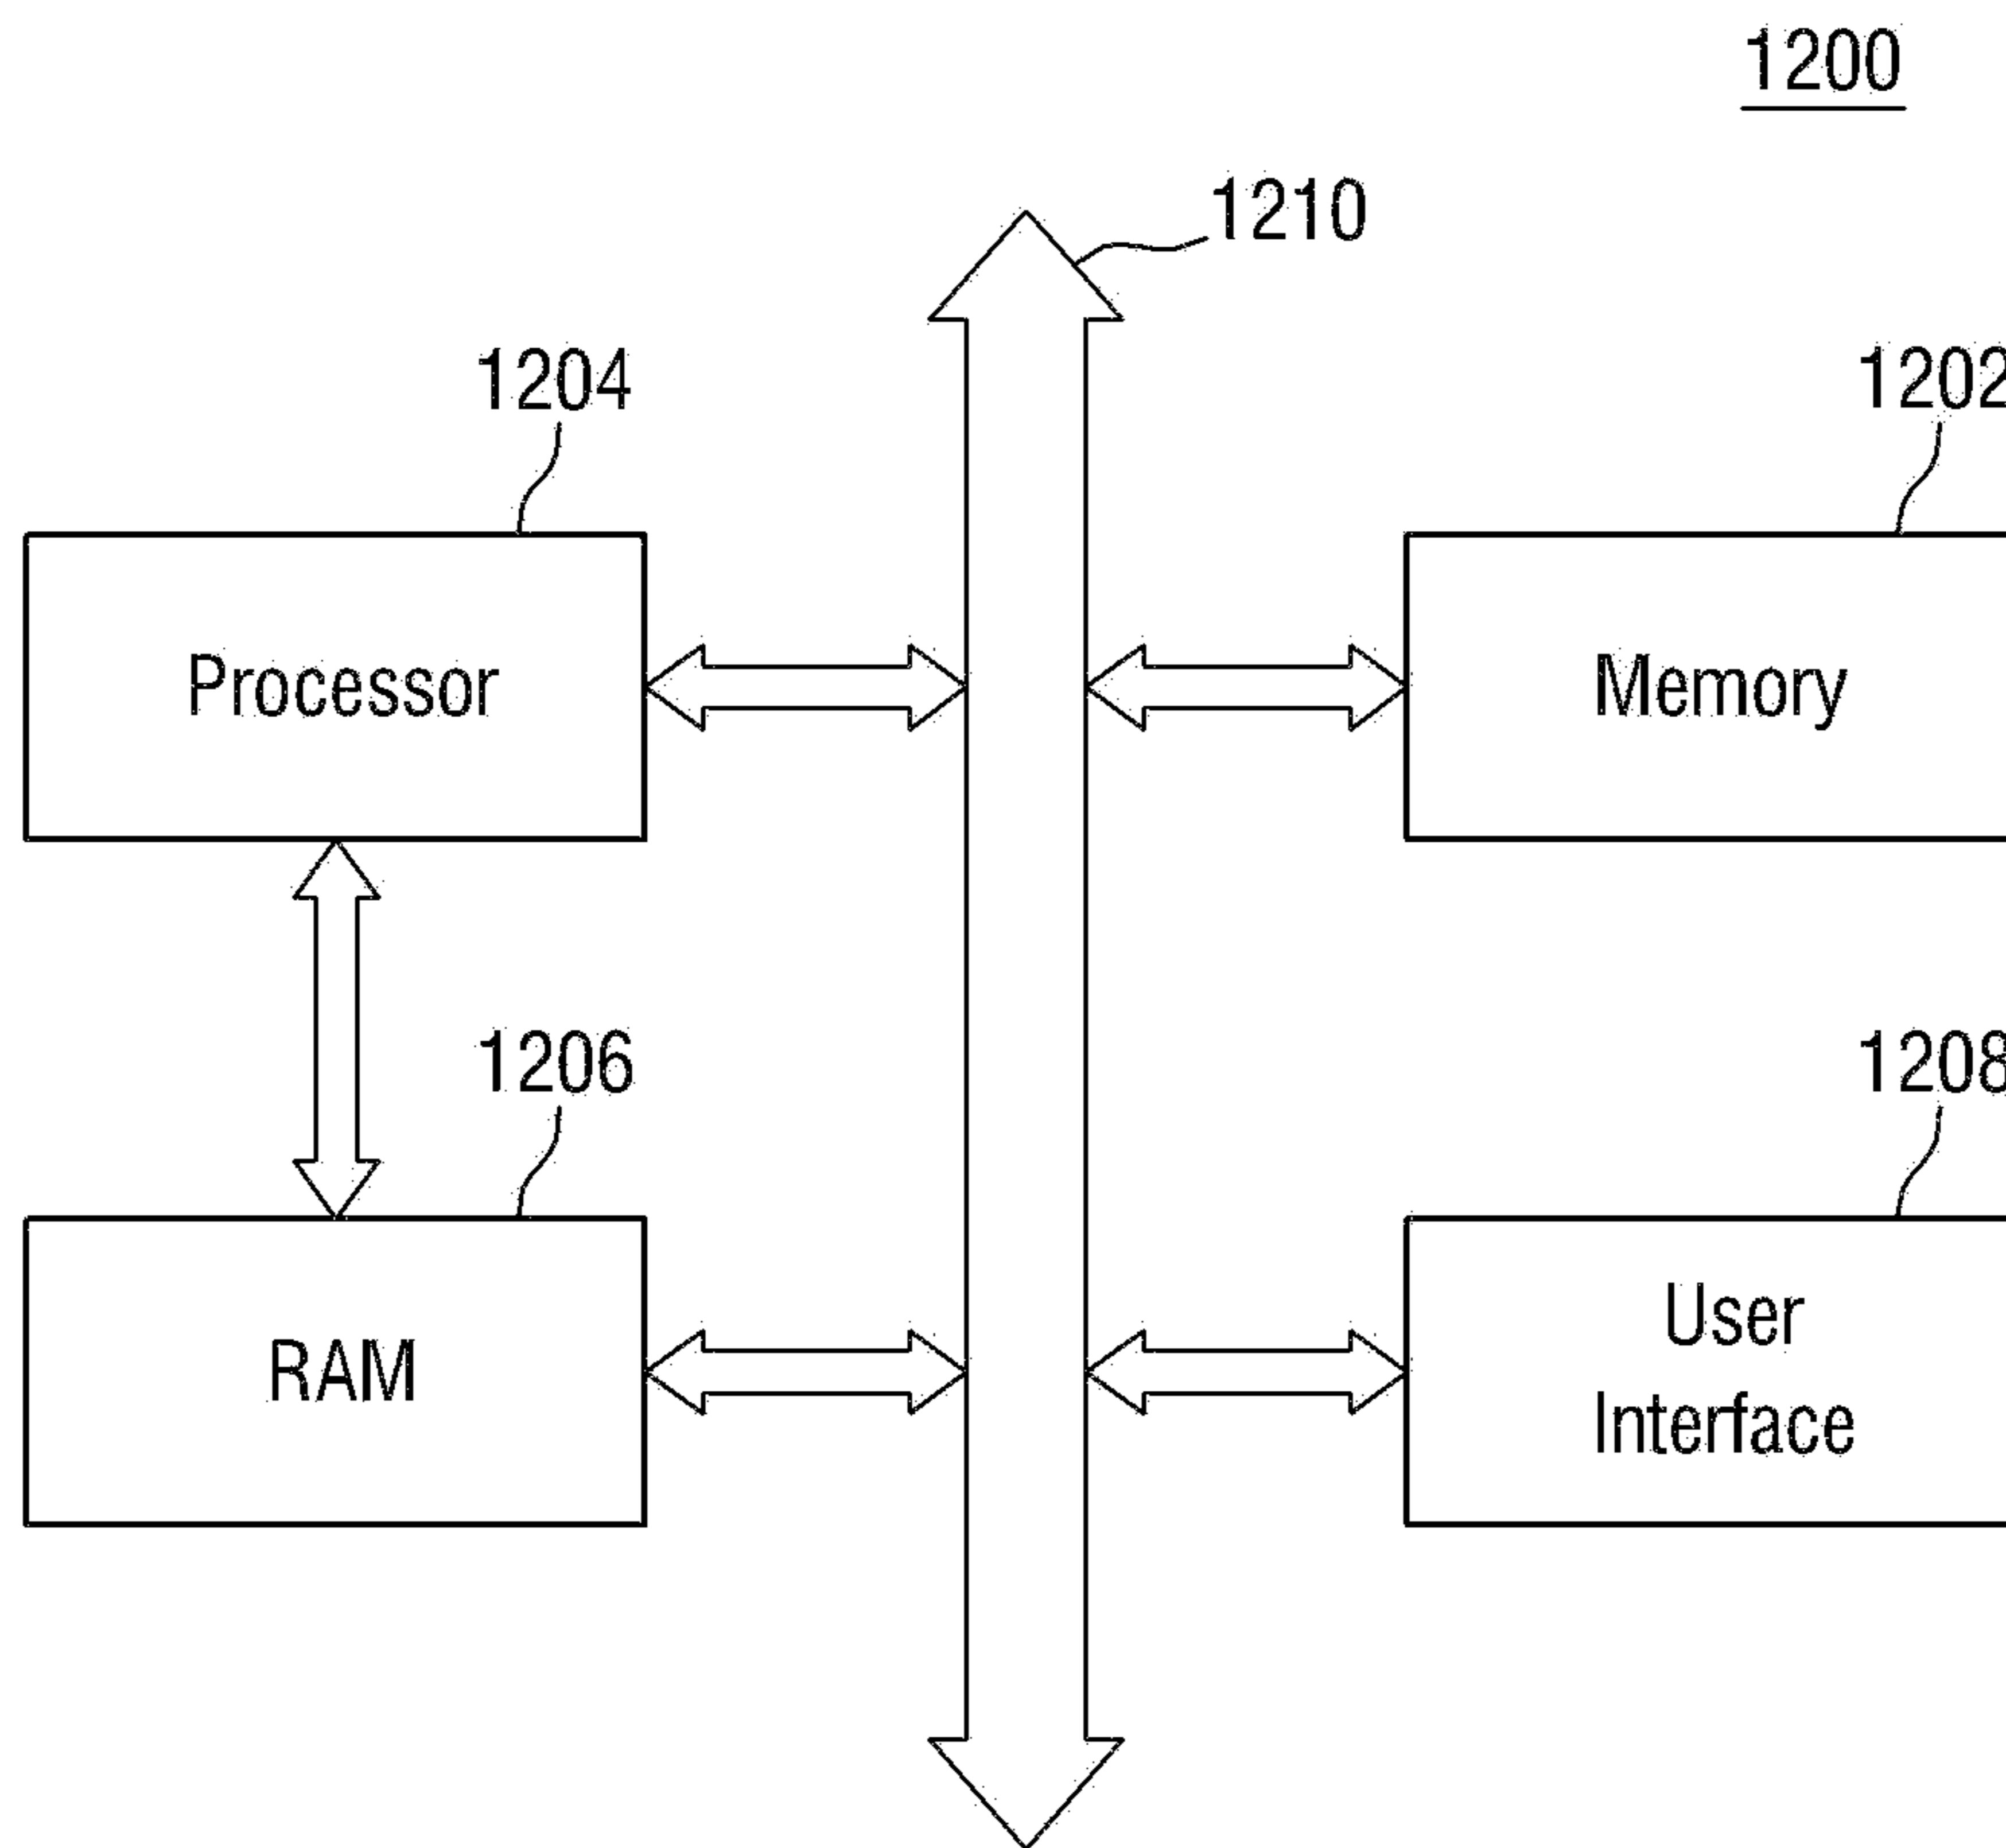 1200
1210
1204
1202
Processor
Memory
1206
1208
RAM
User
Interface